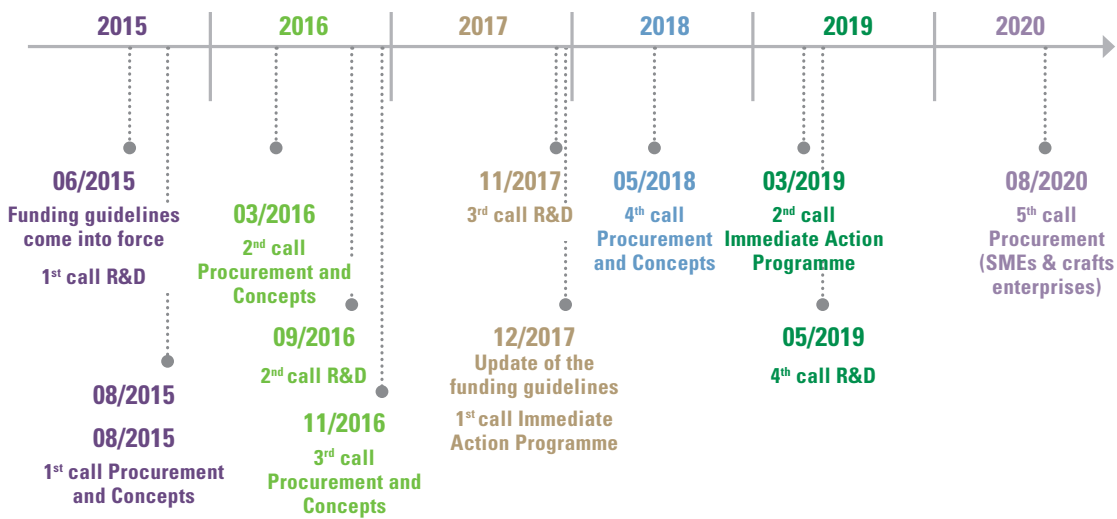 2015
2016
2017
2018
2019
2020
06/2015
Funding guidelines
come into force
1st call R&D
08/2015
08/2015
1st call Procurement
and Concepts
03/2016
2nd call
Procurement and
Concepts
09/2016
2nd call R&D
11/2016
3rd call
Procurement and
Concepts
11/2017
3rd call R&D
12/2017
Update of the
funding guidelines
1st call Immediate
Action Programme
05/2018
4th call
Procurement
and Concepts
03/2019
2nd call
Immediate Action
Programme
05/2019
4th call R&D
08/2020
5th call
Procurement
(SMEs & crafts
enterprises)